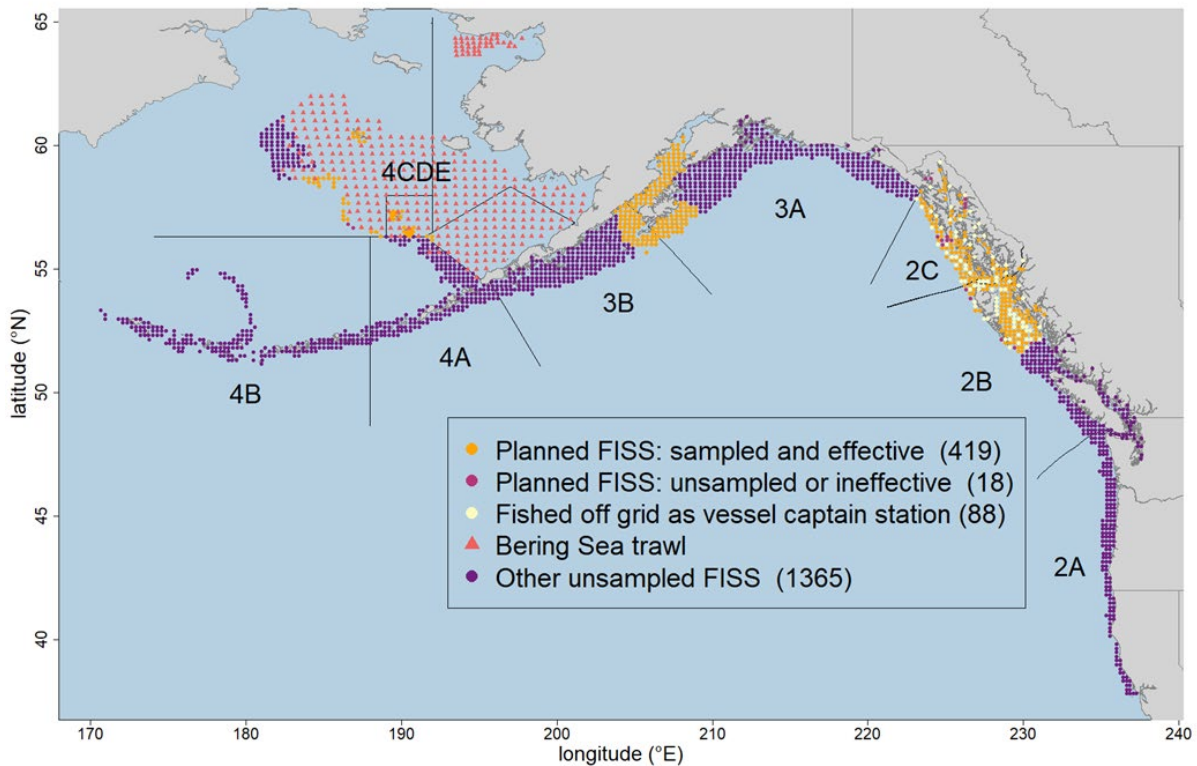 65
60
55
50
45
40
latitude (°N)
4CDE
3A
2C
3B
4A
4B
2B
2A
Planned FISS: sampled and effective (419)
Planned FISS: unsampled or ineffective (18)
Fished off grid as vessel captain station (88)
Bering Sea trawl
Other unsampled FISS (1365)
170 180 190 200 210 220 230 240
longitude (°E)